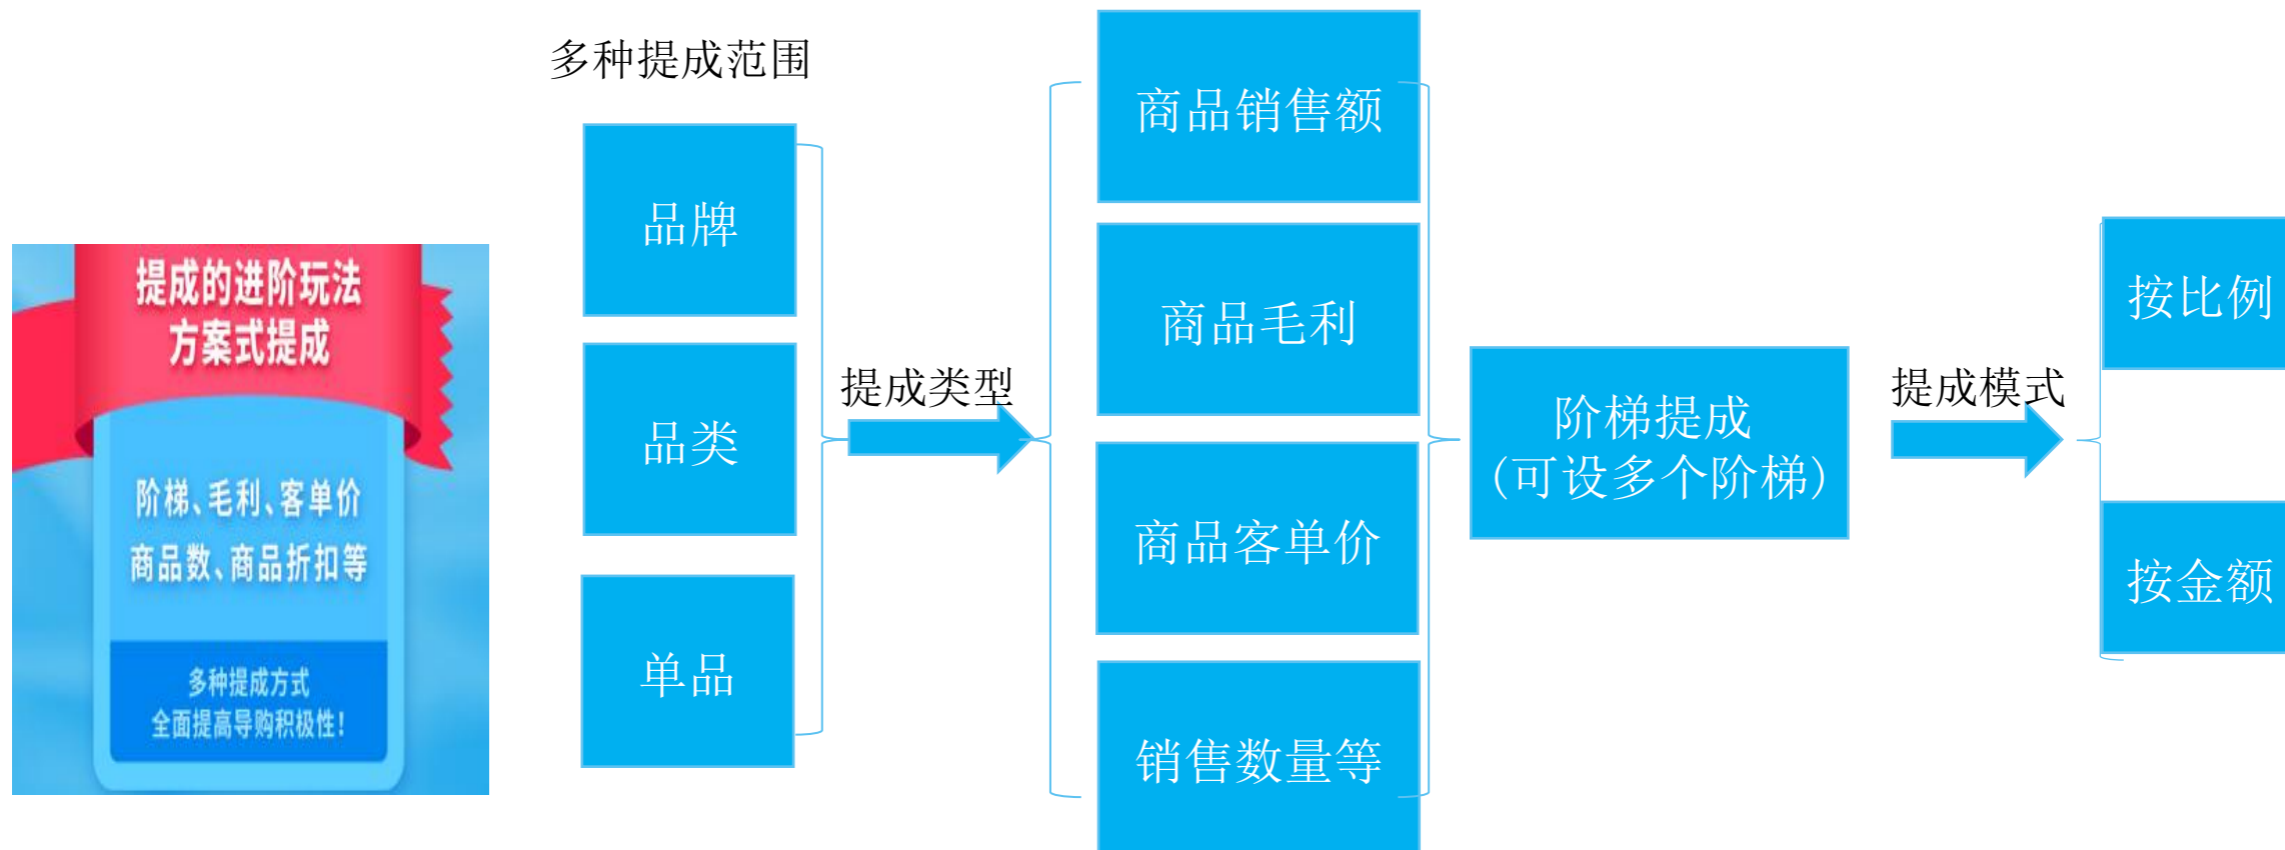 提成的进阶玩法
方案式提成
阶梯、毛利、客单价
商品数、商品折扣等
多种提成方式
全面提高导购积极性!
多种提成范围
品牌
品类
单品
提成类型
商品销售额
商品毛利
商品客单价
销售数量等
阶梯提成
(可设多个阶梯)
提成模式
按比例
按金额